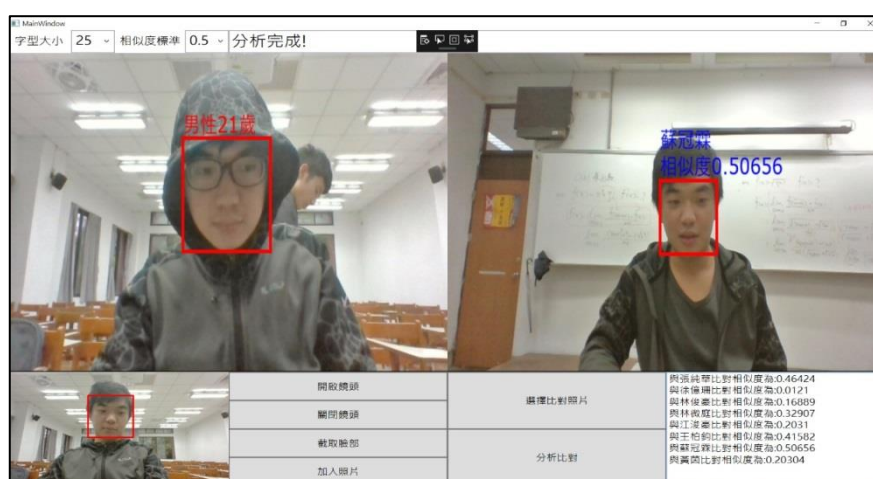 MainWindow
字型大小 25 相似度標準 0.5 分析完成!
男性21歲
蘇冠霖
相似度0.50656
開啟鏡頭
關閉鏡頭
截取臉部
加入照片
選擇比對照片
分析比對
與張純華比對相似度為:0.46424
與徐億珊比對相似度為:0.0121
與林俊豪比對相似度為:0.16889
與林微庭比對相似度為:0.32907
與江浚豪比對相似度為:0.2031
與王柏鈞比對相似度為:0.41582
與蘇冠霖比對相似度為:0.50656
與黃茵比對相似度為:0.20304